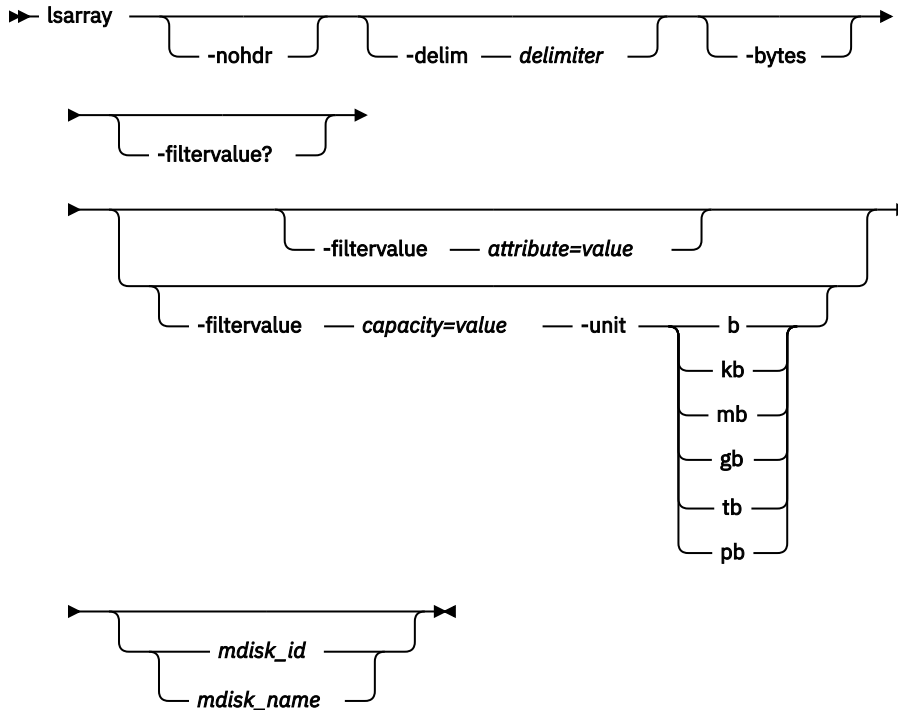 lsarray
-nohdr -delim delimiter -bytes
-filtervalue?
-filtervalue attribute=value
-filtervalue capacity=value -unit b
kb
mb
gb
tb
pb
mdisk_id
mdisk_name